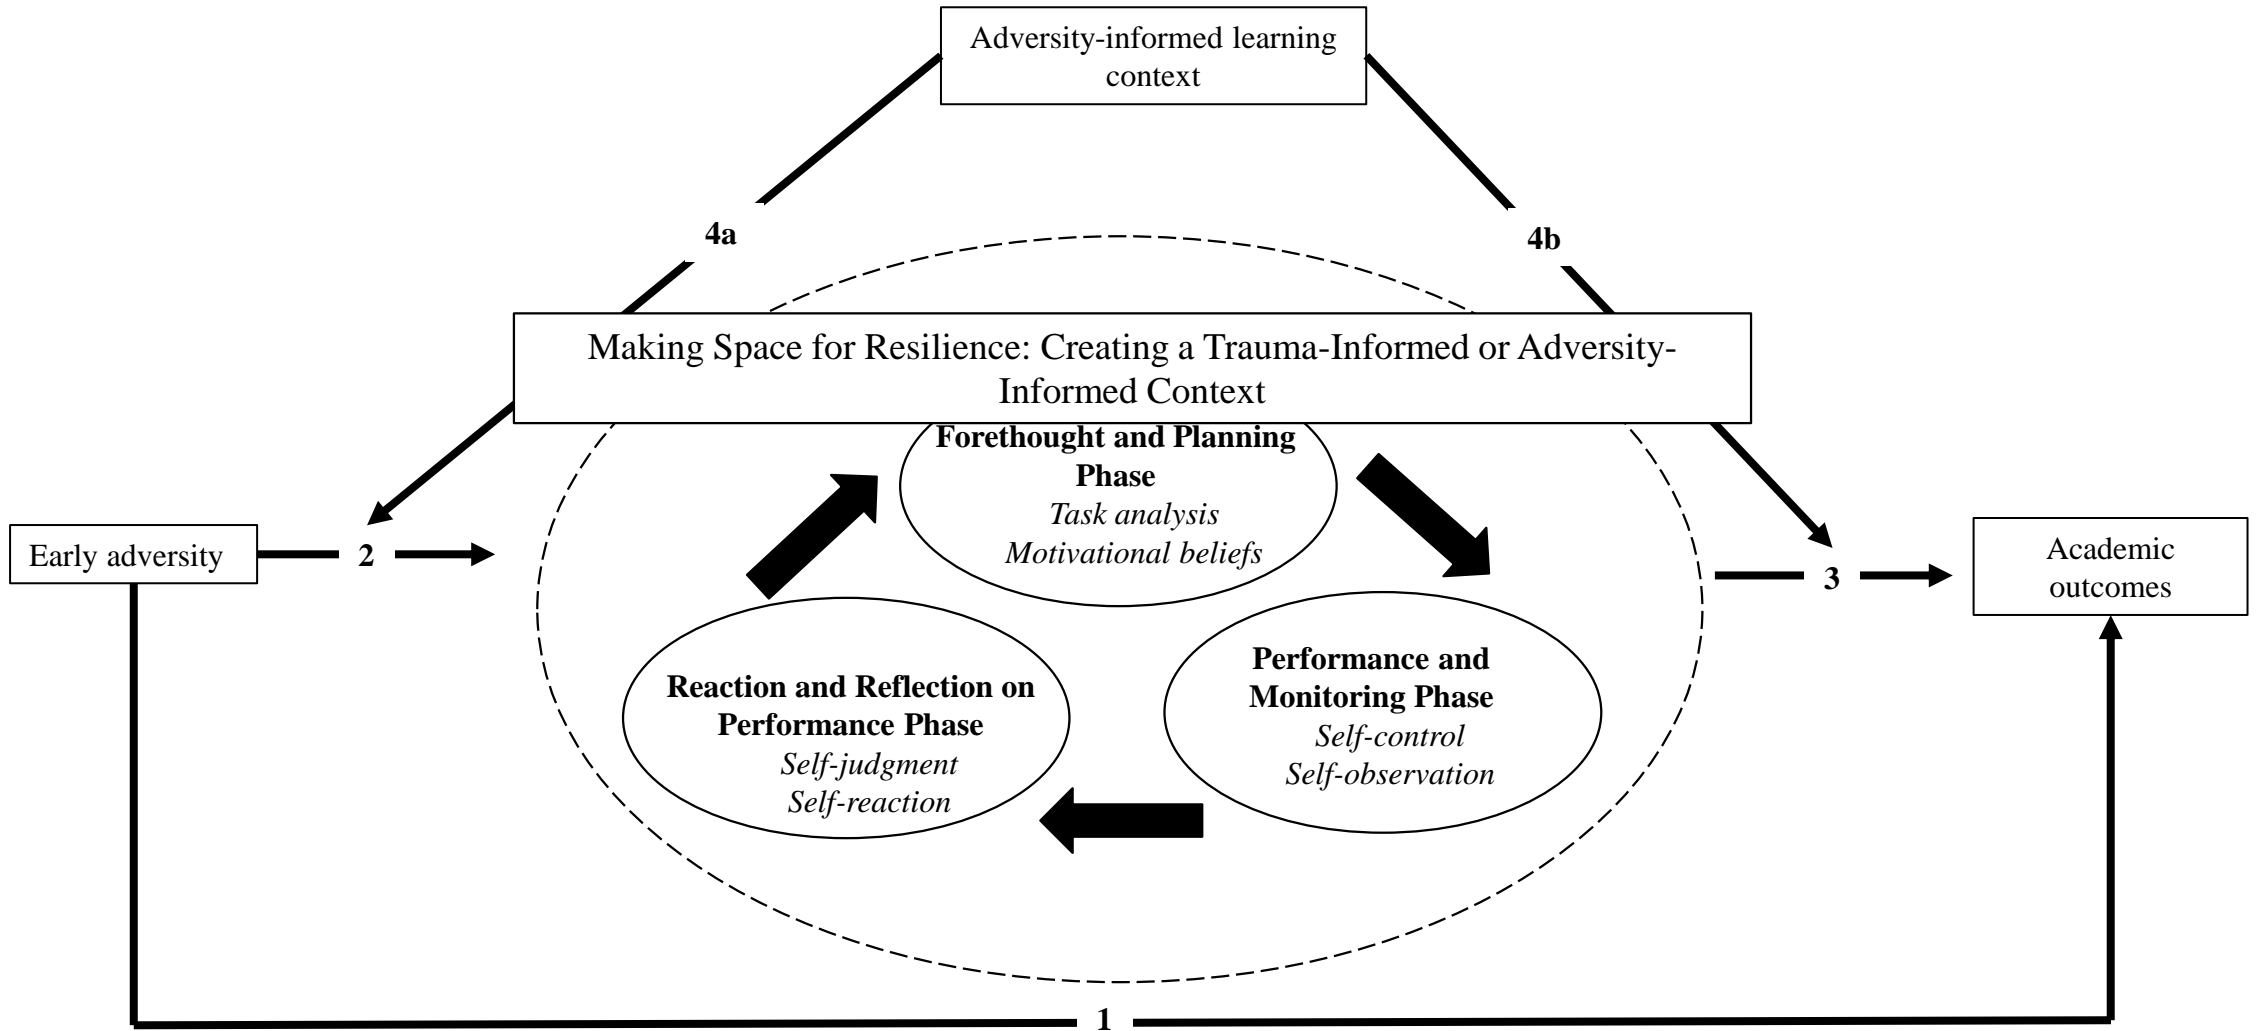 Adversity-informed learning
context
4a
4b
Making Space for Resilience: Creating a Trauma-Informed or Adversity-
Informed Context
Forethought and Planning
Phase
Task analysis
Motivational beliefs
Early adversity
2
3
Academic
outcomes
Reaction and Reflection on
Performance Phase
Self-judgment
Self-reaction
Performance and
Monitoring Phase
Self-control
Self-observation
1